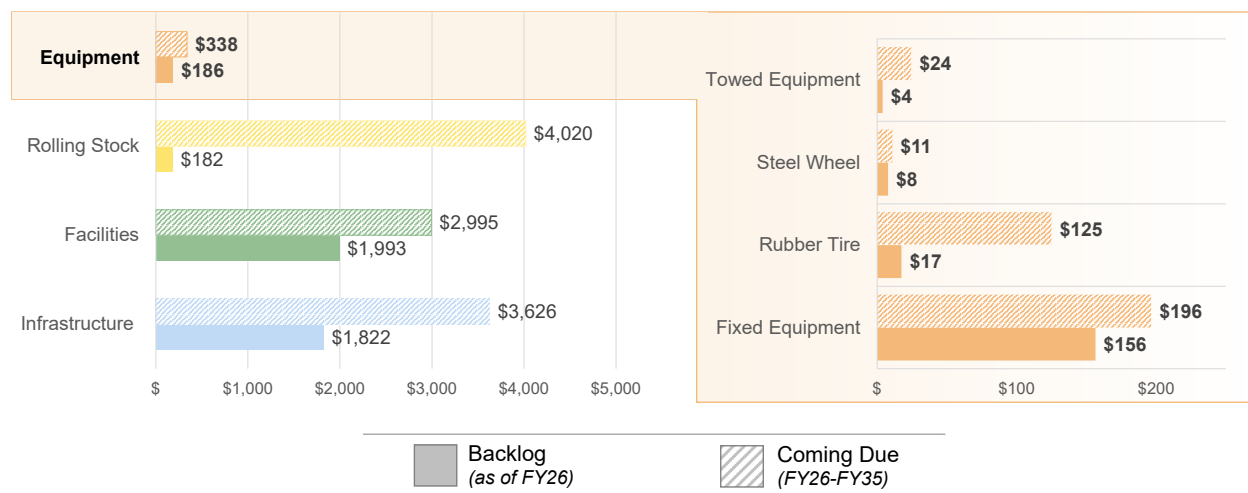 Equipment
$338
$186
Rolling Stock
$4,020
$182
Facilities
$2,995
$1,993
Infrastructure
$3,626
$1,822
$ $1,000 $2,000 $3,000 $4,000 $5,000
Towed Equipment
$24
$4
Steel Wheel
$11
$8
Rubber Tire
$125
$17
Fixed Equipment
$196
$156
$ $100 $200
Backlog
(as of FY26)
Coming Due
(FY26-FY35)